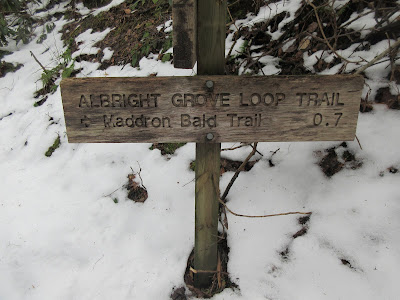 ALBRIGHT GROVE LOOP TRAIL
Maddron Bald Trail 0.7